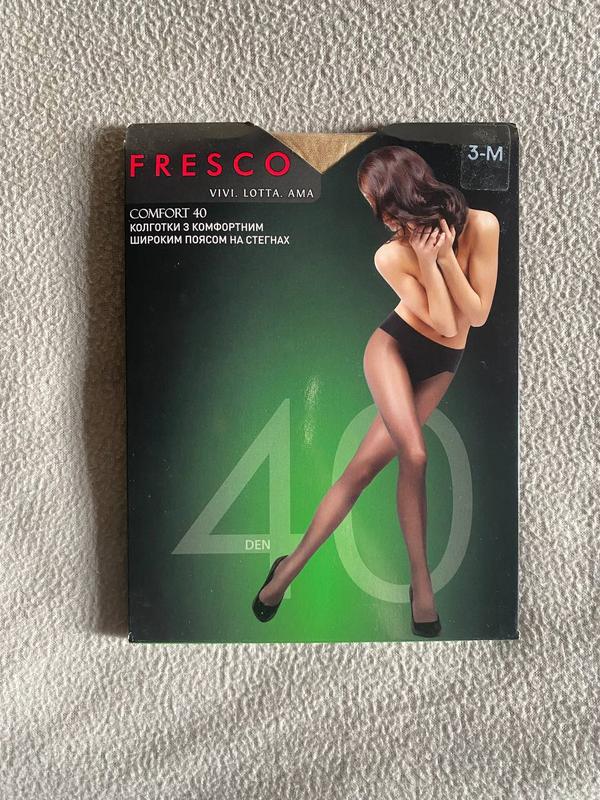 FRESCO
VIVI. LOTTA. AMA
3-M
COMFORT 40
КОЛГОТКИ З КОМФОРТНИМ
ШИРОКИМ ПОЯСОМ НА СТЕГНАХ
40
DEN